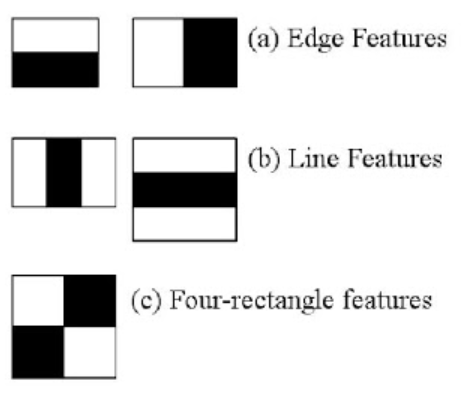 (a) Edge Features
(b) Line Features
(c) Four-rectangle features